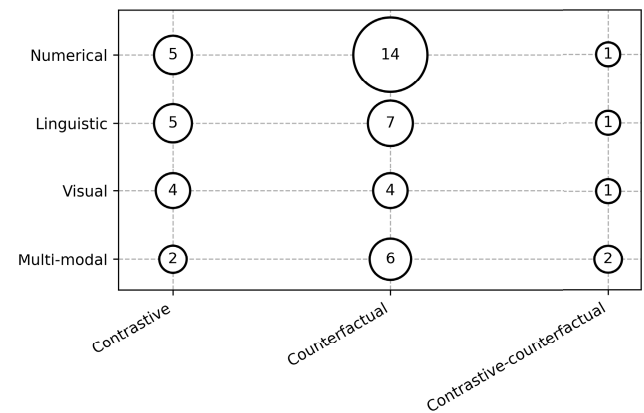 Numerical 5 14 1
Linguistic 5 7 1
Visual 4 4 1
Multi-modal 2 6 2
Contrastive
Counterfactual
Contrastive-counterfactual